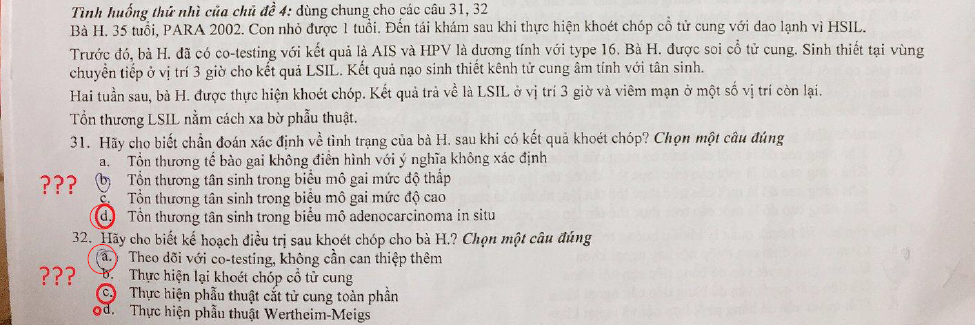 Tình huống thứ nhì của chủ đề 4: dùng chung cho các câu 31, 32
Bà H. 35 tuổi, PARA 2002. Con nhỏ được 1 tuổi. Đến tái khám sau khi thực hiện khoét chóp cổ tử cung với dao lạnh vì HSIL.
Trước đó, bà H. đã có co-testing với kết quả là AIS và HPV là dương tính với type 16. Bà H. được soi cổ tử cung. Sinh thiết tại vùng
chuyển tiếp ở vị trí 3 giờ cho kết quả LSIL. Kết quả nạo sinh thiết kênh tử cung âm tính với tân sinh.
Hai tuần sau, bà H. được thực hiện khoét chóp. Kết quả trả về là LSIL ở vị trí 3 giờ và viêm mạn ở một số vị trí còn lại.
Tổn thương LSIL nằm cách xa bờ phẫu thuật.
31. Hãy cho biết chẩn đoán xác định về tình trạng của bà H. sau khi có kết quả khoét chóp? Chọn một câu đúng
a. Tổn thương tế bào gai không điển hình với ý nghĩa không xác định
??? b. Tổn thương tân sinh trong biểu mô gai mức độ thấp
c. Tổn thương tân sinh trong biểu mô gai mức độ cao
d. Tổn thương tân sinh trong biểu mô adenocarcinoma in situ
32. Hãy cho biết kế hoạch điều trị sau khoét chóp cho bà H.? Chọn một câu đúng
a. Theo dõi với co-testing, không cần can thiệp thêm
??? b. Thực hiện lại khoét chóp cổ tử cung
c. Thực hiện phẫu thuật cắt tử cung toàn phần
d. Thực hiện phẫu thuật Wertheim-Meigs